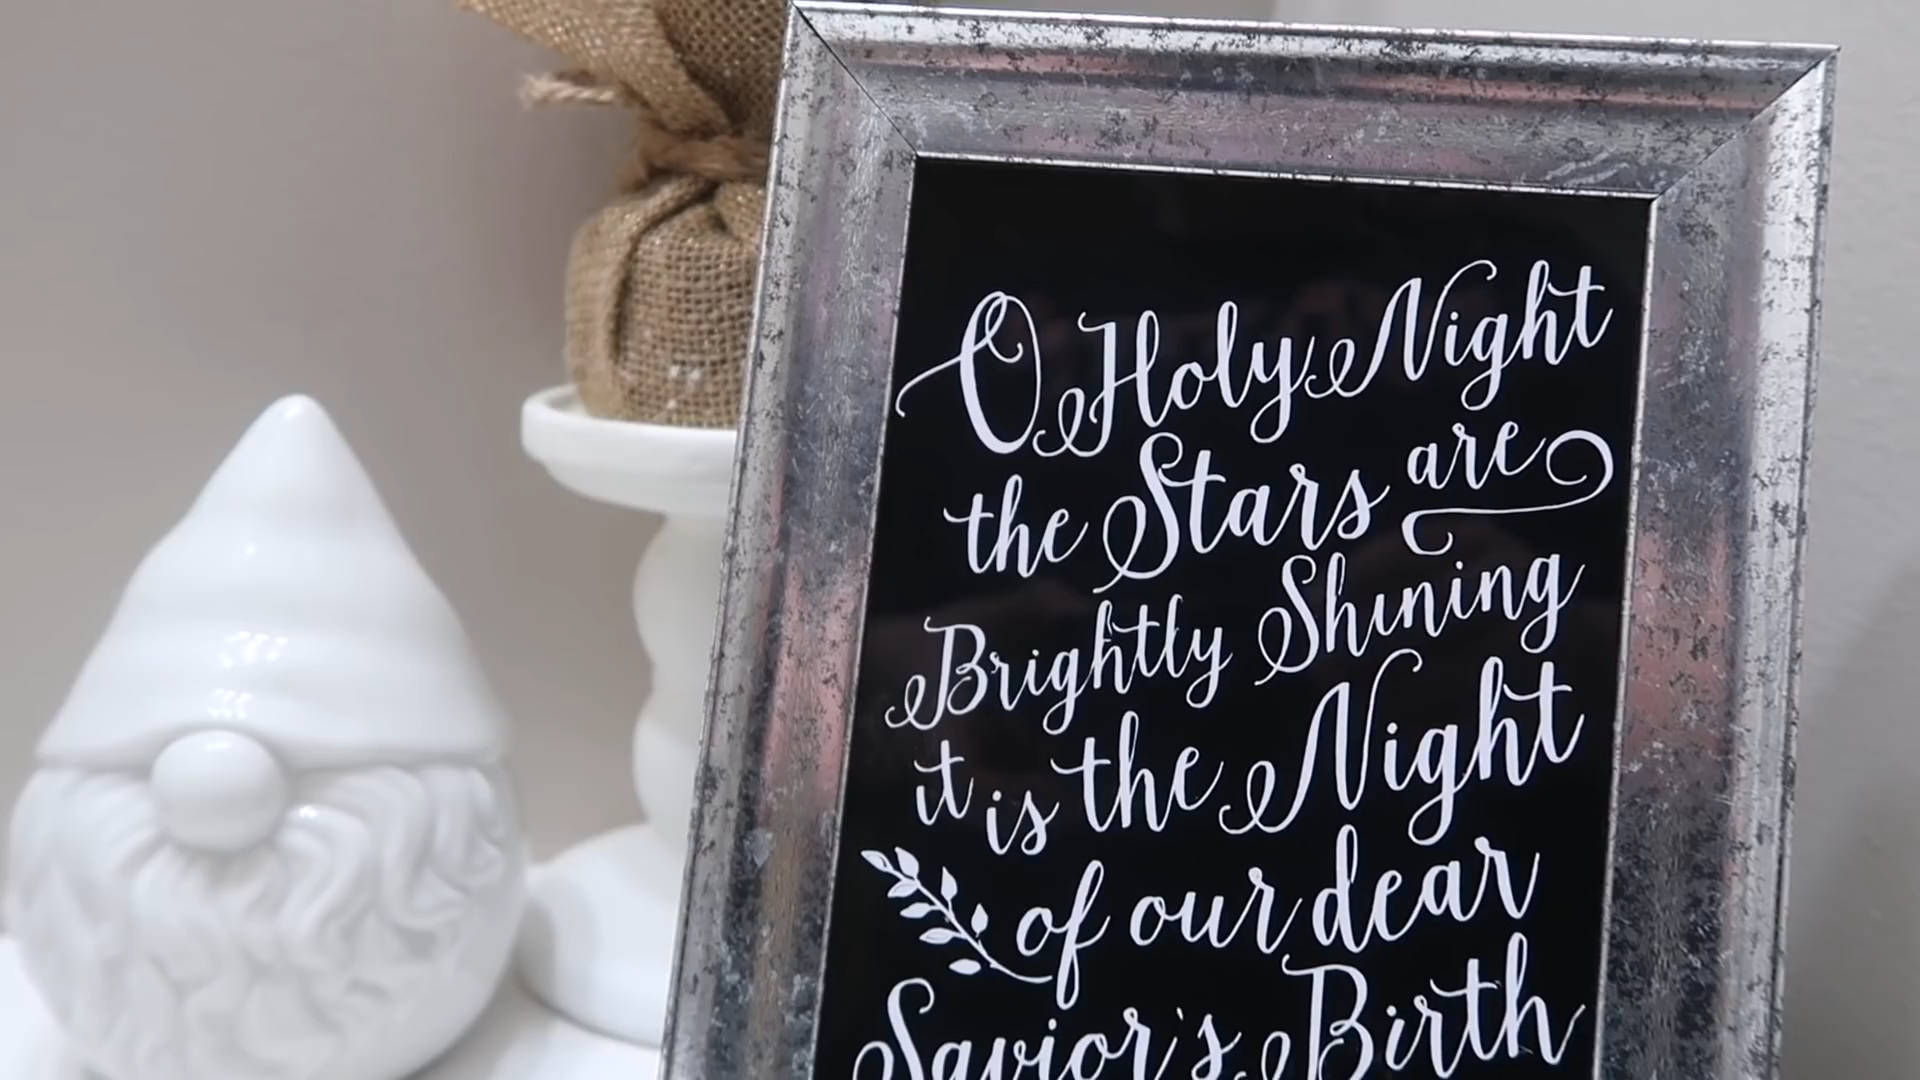 O Holy Night
the Stars are
Brightly Shining
it is the Night
of our dear
Savior's Birth